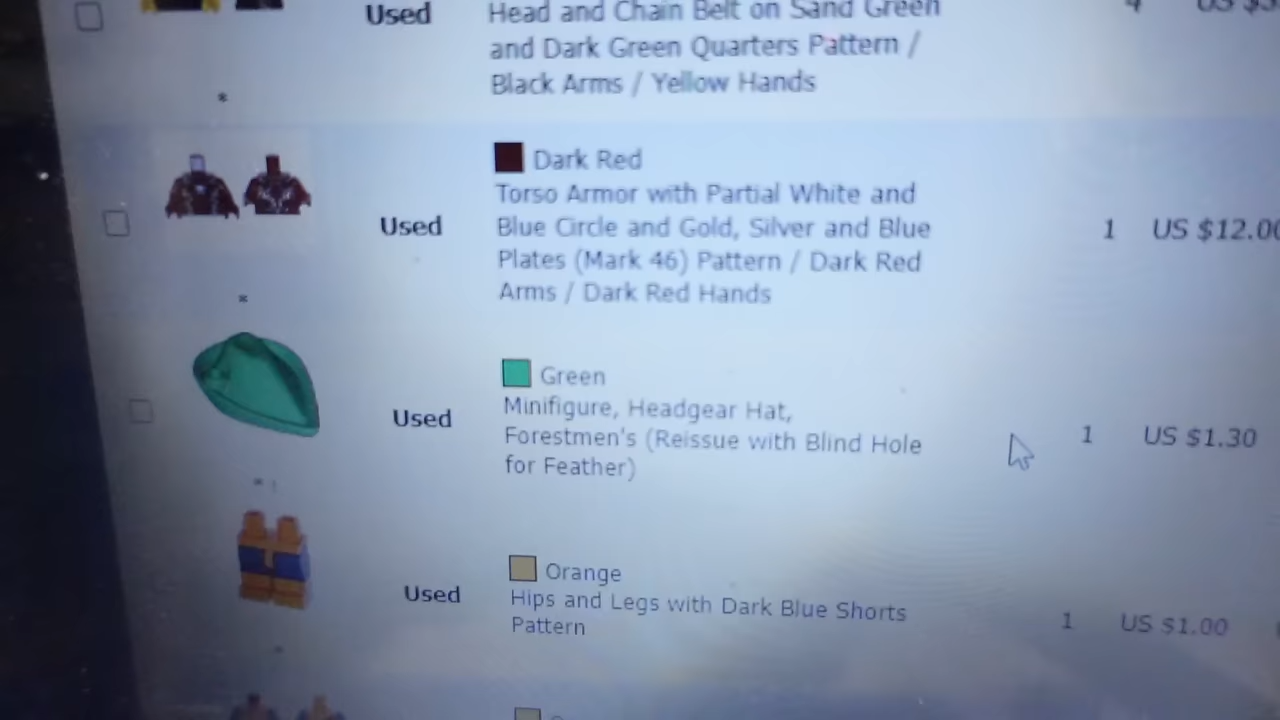 Used
Head and Chain Belt on Sand Green
4
US $
and Dark Green Quarters Pattern /
Black Arms / Yellow Hands
*
Dark Red
Torso Armor with Partial White and
Used
Blue Circle and Gold, Silver and Blue
1
US $12.00
Plates (Mark 46) Pattern / Dark Red
Arms / Dark Red Hands
*
Green
Minifigure, Headgear Hat,
Used
Forestmen's (Reissue with Blind Hole
1
US $1.30
for Feather)
Orange
Used
Hips and Legs with Dark Blue Shorts
1
US $1.00
Pattern